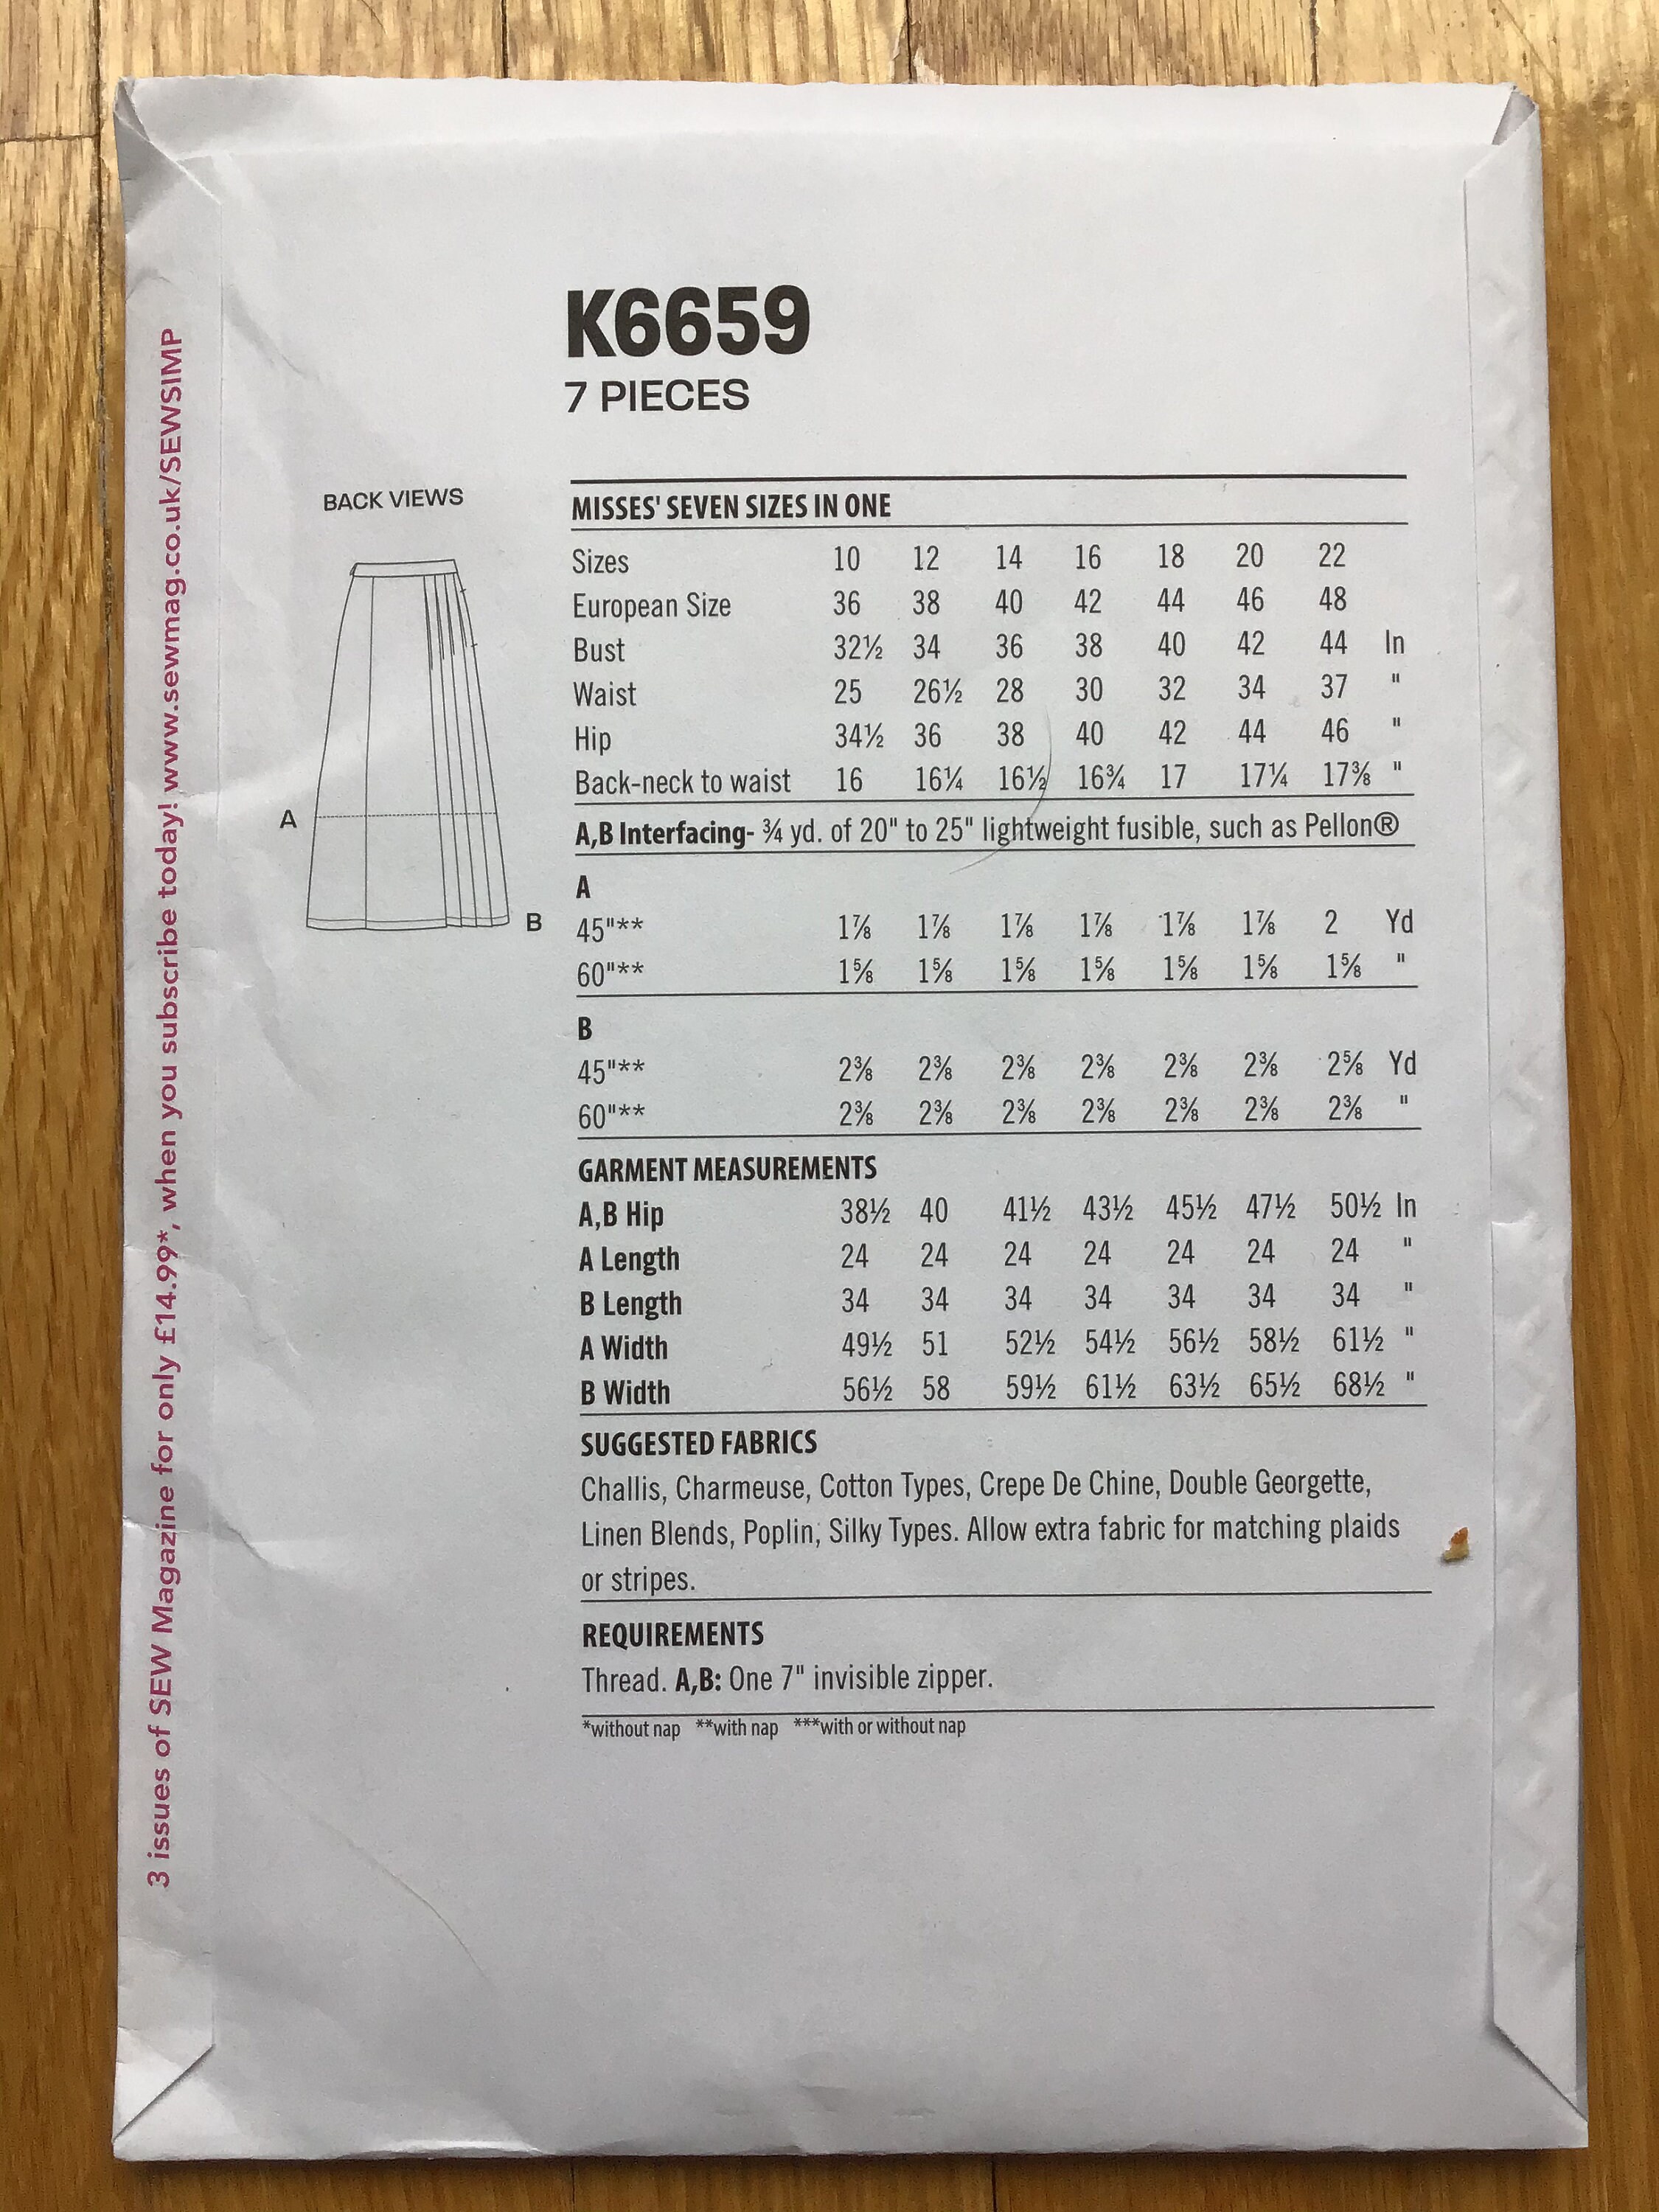 K6659
7 PIECES
BACK VIEWS
A
B
MISSES' SEVEN SIZES IN ONE
Sizes 10 12 14 16 18 20 22
European Size 36 38 40 42 44 46 48
Bust 32½ 34 36 38 40 42 44 In
Waist 25 26½ 28 30 32 34 37 "
Hip 34½ 36 38 40 42 44 46 "
Back-neck to waist 16 16¼ 16½ 16¾ 17 17¼ 17⅜ "
A,B Interfacing- ¾ yd. of 20" to 25" lightweight fusible, such as Pellon®
A
45"** 1⅞ 1⅞ 1⅞ 1⅞ 1⅞ 1⅞ 2 Yd
60"** 1⅝ 1⅝ 1⅝ 1⅝ 1⅝ 1⅝ 1⅝ "
B
45"** 2⅜ 2⅜ 2⅜ 2⅜ 2⅜ 2⅜ 2⅝ Yd
60"** 2⅜ 2⅜ 2⅜ 2⅜ 2⅜ 2⅜ 2⅜ "
GARMENT MEASUREMENTS
A,B Hip 38½ 40 41½ 43½ 45½ 47½ 50½ In
A Length 24 24 24 24 24 24 24 "
B Length 34 34 34 34 34 34 34 "
A Width 49½ 51 52½ 54½ 56½ 58½ 61½ "
B Width 56½ 58 59½ 61½ 63½ 65½ 68½ "
SUGGESTED FABRICS
Challis, Charmeuse, Cotton Types, Crepe De Chine, Double Georgette,
Linen Blends, Poplin, Silky Types. Allow extra fabric for matching plaids
or stripes.
REQUIREMENTS
Thread. A,B: One 7" invisible zipper.
*without nap **with nap ***with or without nap
3 issues of SEW Magazine for only £14.99*, when you subscribe today! www.sewmag.co.uk/SEWSIMP